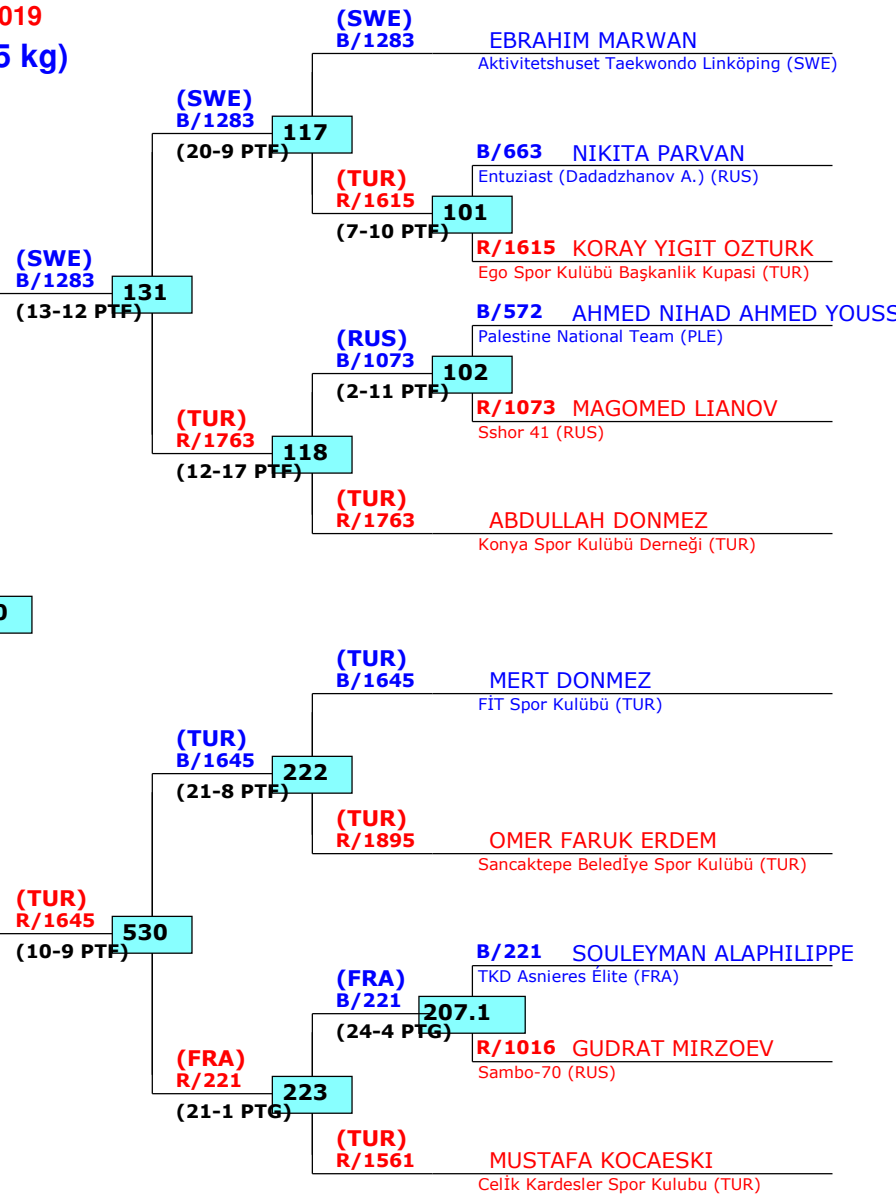 019
5 kg)
(SWE)
B/1283
EBRAHIM MARWAN
Aktivitetshuset Taekwondo Linköping (SWE)
(SWE)
B/1283
117
(20-9 PTF)
B/663 NIKITA PARVAN
Entuziast (Dadadzhanov A.) (RUS)
(TUR)
R/1615
101
(7-10 PTF)
R/1615 KORAY YIGIT OZTURK
Ego Spor Kulübü Başkanlik Kupasi (TUR)
(SWE)
B/1283
131
(13-12 PTF)
B/572 AHMED NIHAD AHMED YOUSS
Palestine National Team (PLE)
(RUS)
B/1073
102
(2-11 PTF)
R/1073 MAGOMED LIANOV
Sshor 41 (RUS)
(TUR)
R/1763
118
(12-17 PTF)
(TUR)
R/1763
ABDULLAH DONMEZ
Konya Spor Kulübü Derneği (TUR)
0
(TUR)
B/1645
MERT DONMEZ
FİT Spor Kulübü (TUR)
(TUR)
B/1645
222
(21-8 PTF)
(TUR)
R/1895
OMER FARUK ERDEM
Sancaktepe Beledİye Spor Kulübü (TUR)
(TUR)
R/1645
530
(10-9 PTF)
B/221 SOULEYMAN ALAPHILIPPE
TKD Asnieres Élite (FRA)
(FRA)
B/221
207.1
(24-4 PTG)
R/1016 GUDRAT MIRZOEV
Sambo-70 (RUS)
(FRA)
R/221
223
(21-1 PTG)
(TUR)
R/1561
MUSTAFA KOCAESKI
Celİk Kardesler Spor Kulubu (TUR)